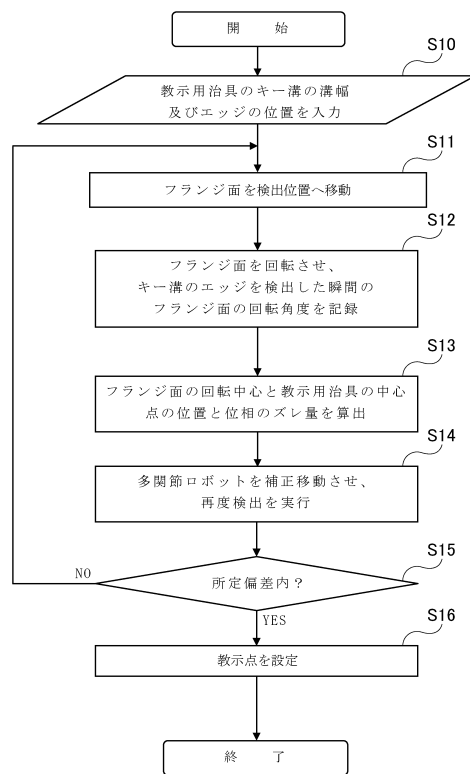 開　始
S10
教示用治具のキー溝の溝幅
及びエッジの位置を入力
S11
フランジ面を検出位置へ移動
S12
フランジ面を回転させ、
キー溝のエッジを検出した瞬間の
フランジ面の回転角度を記録
S13
フランジ面の回転中心と教示用治具の中心
点の位置と位相のズレ量を算出
S14
多関節ロボットを補正移動させ、
再度検出を実行
S15
所定偏差内？
NO
YES
S16
教示点を設定
終　了